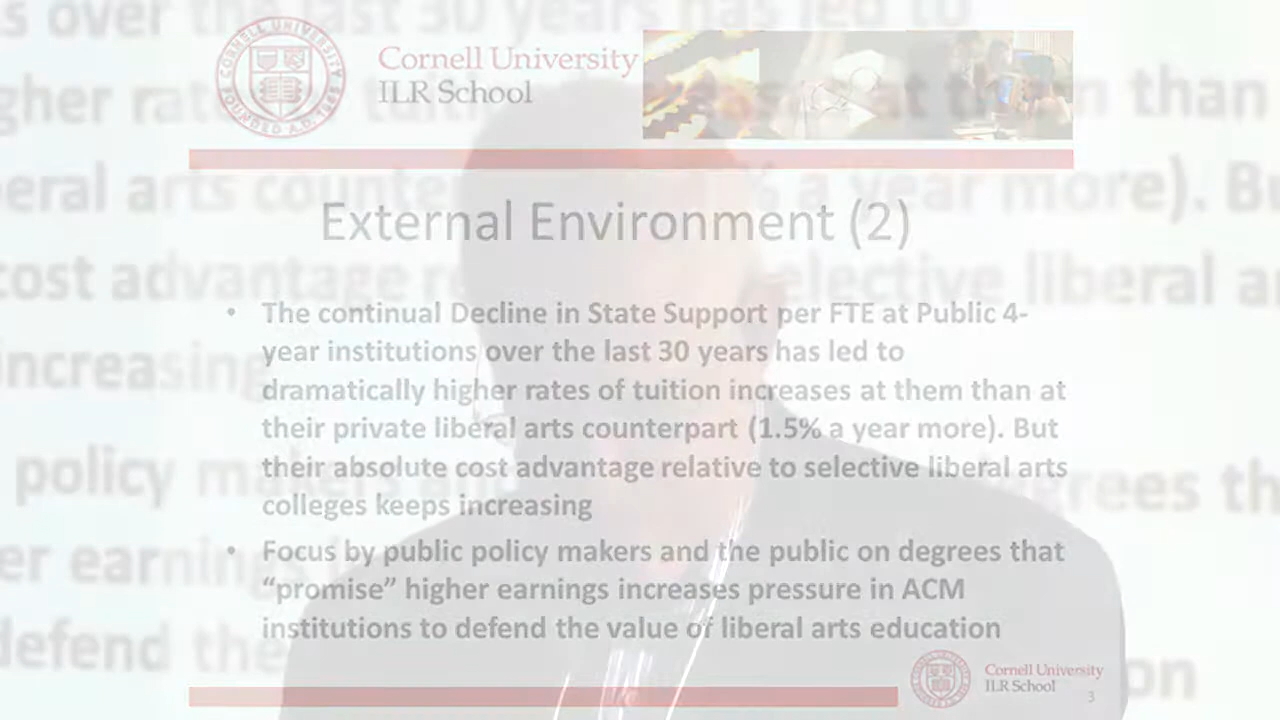 Cornell University
ILR School
External Environment (2)
• The continual Decline in State Support per FTE at Public 4-
year institutions over the last 30 years has led to
dramatically higher rates of tuition increases at them than at
their private liberal arts counterpart (1.5% a year more). But
their absolute cost advantage relative to selective liberal arts
colleges keeps increasing
• Focus by public policy makers and the public on degrees that
“promise” higher earnings increases pressure in ACM
institutions to defend the value of liberal arts education
Cornell University
ILR School
3